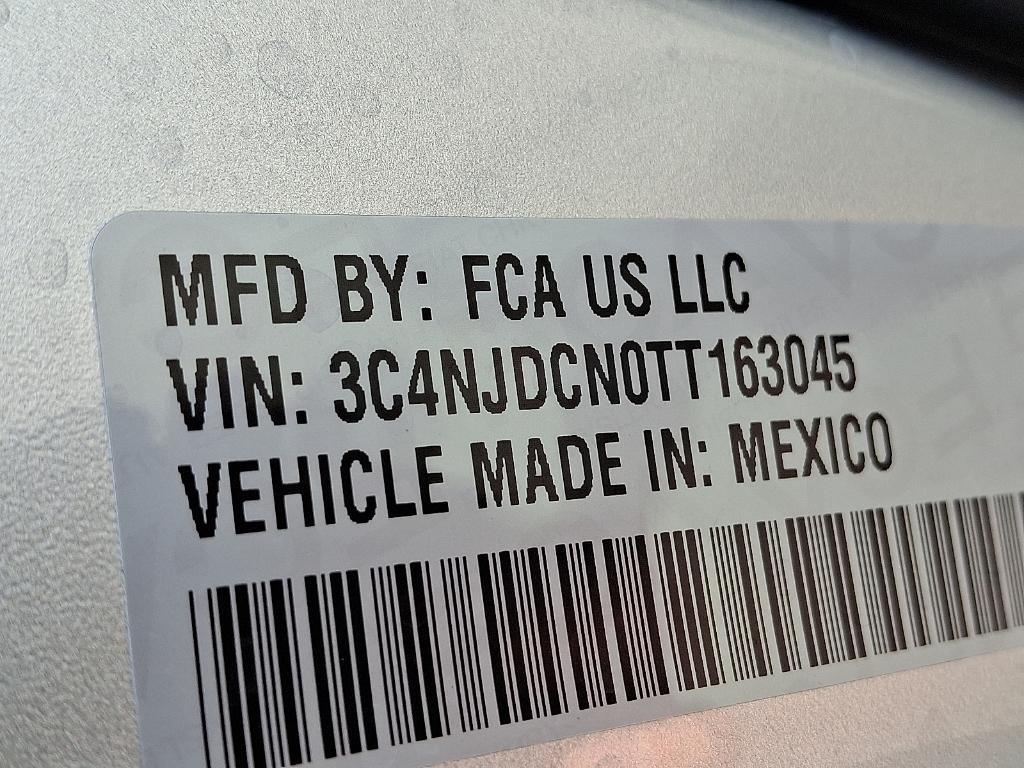 MFD BY: FCA US LLC
VIN: 3C4NJDCN0TT163045
VEHICLE MADE IN: MEXICO